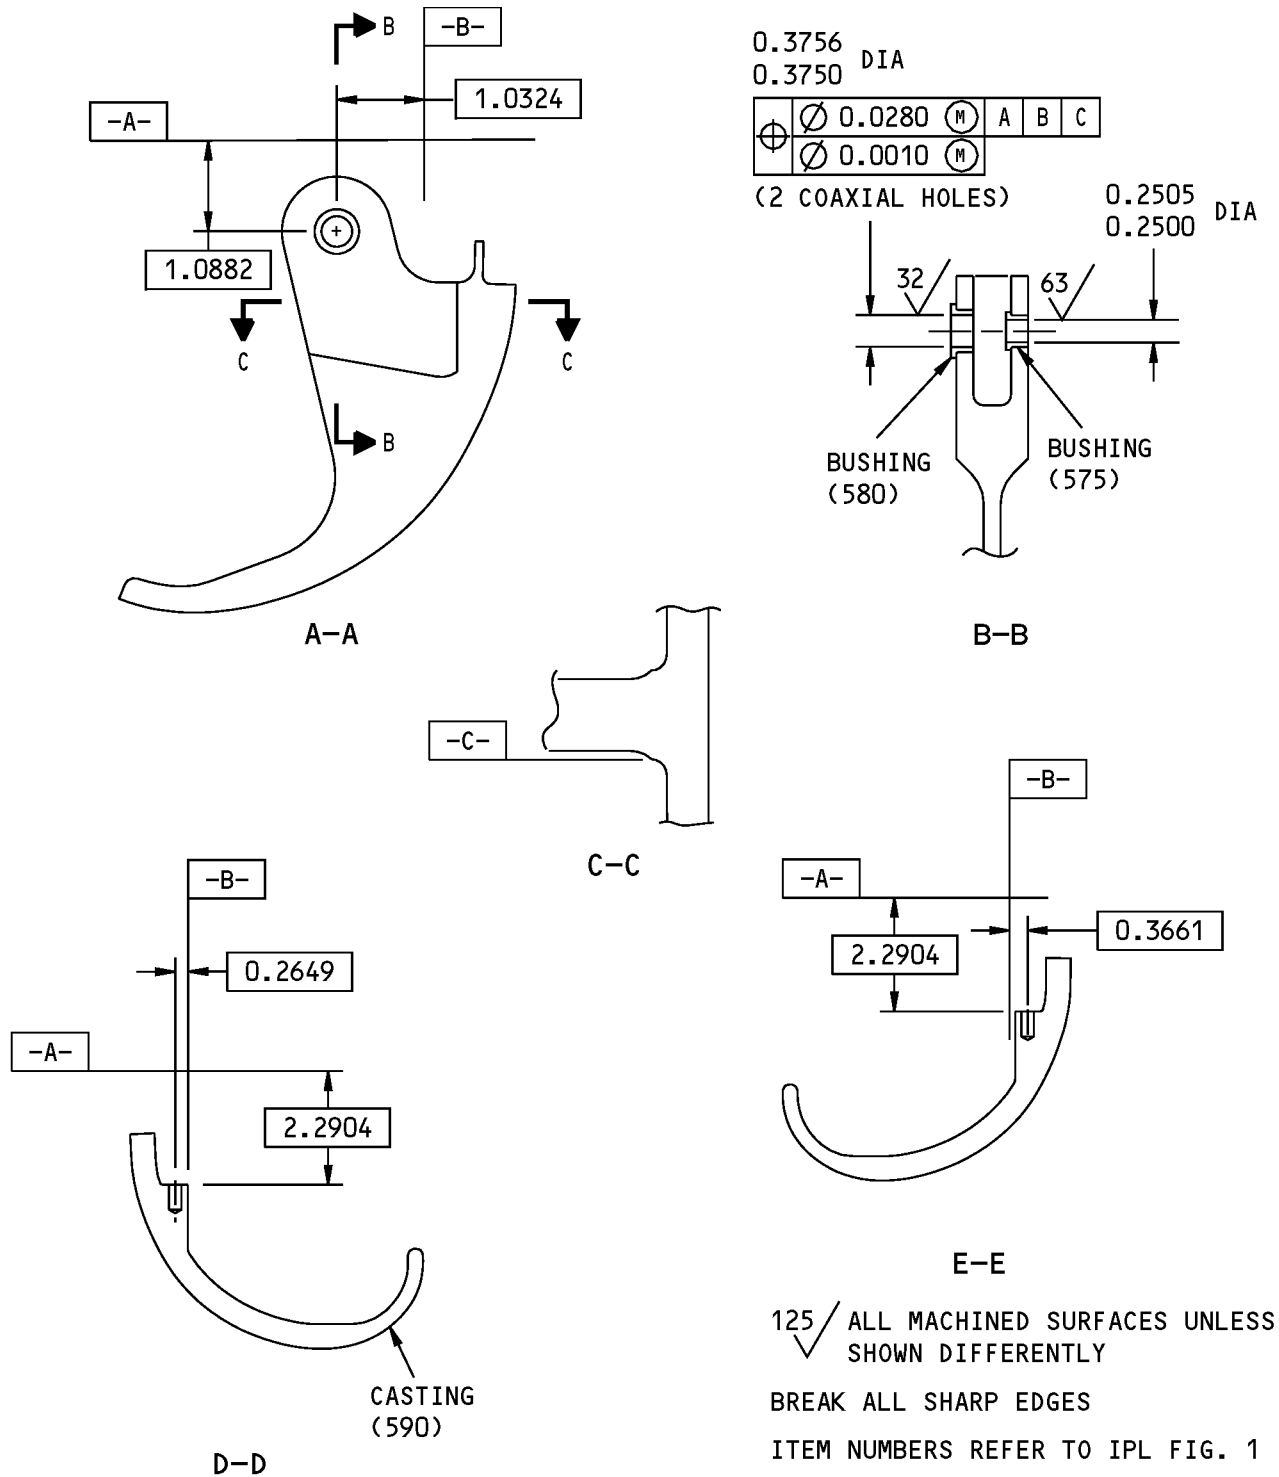 B
-B-
1.0324
-A-
1.0882
C
C
B
A-A
0.3756
0.3750 DIA
⌖ Ø 0.0280 Ⓜ A B C
Ø 0.0010 Ⓜ
(2 COAXIAL HOLES)
0.2505
0.2500 DIA
32
63
BUSHING
(580)
BUSHING
(575)
B-B
-C-
C-C
-B-
0.2649
-A-
2.2904
CASTING
(590)
D-D
-B-
-A-
2.2904
0.3661
E-E
125 ALL MACHINED SURFACES UNLESS
SHOWN DIFFERENTLY
BREAK ALL SHARP EDGES
ITEM NUMBERS REFER TO IPL FIG. 1